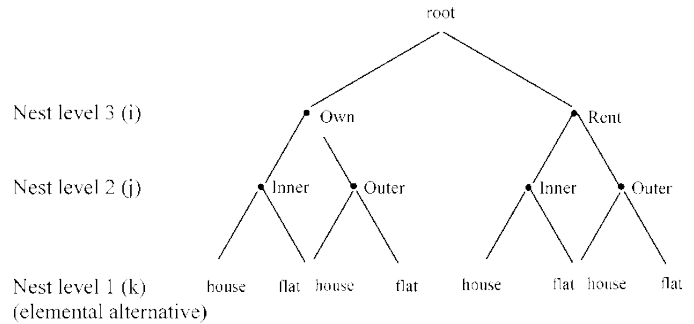 root
Nest level 3 (i)
Own
Rent
Nest level 2 (j)
Inner
Outer
Inner
Outer
Nest level 1 (k)
house
flat
house
flat
house
flat
house
flat
(elemental alternative)